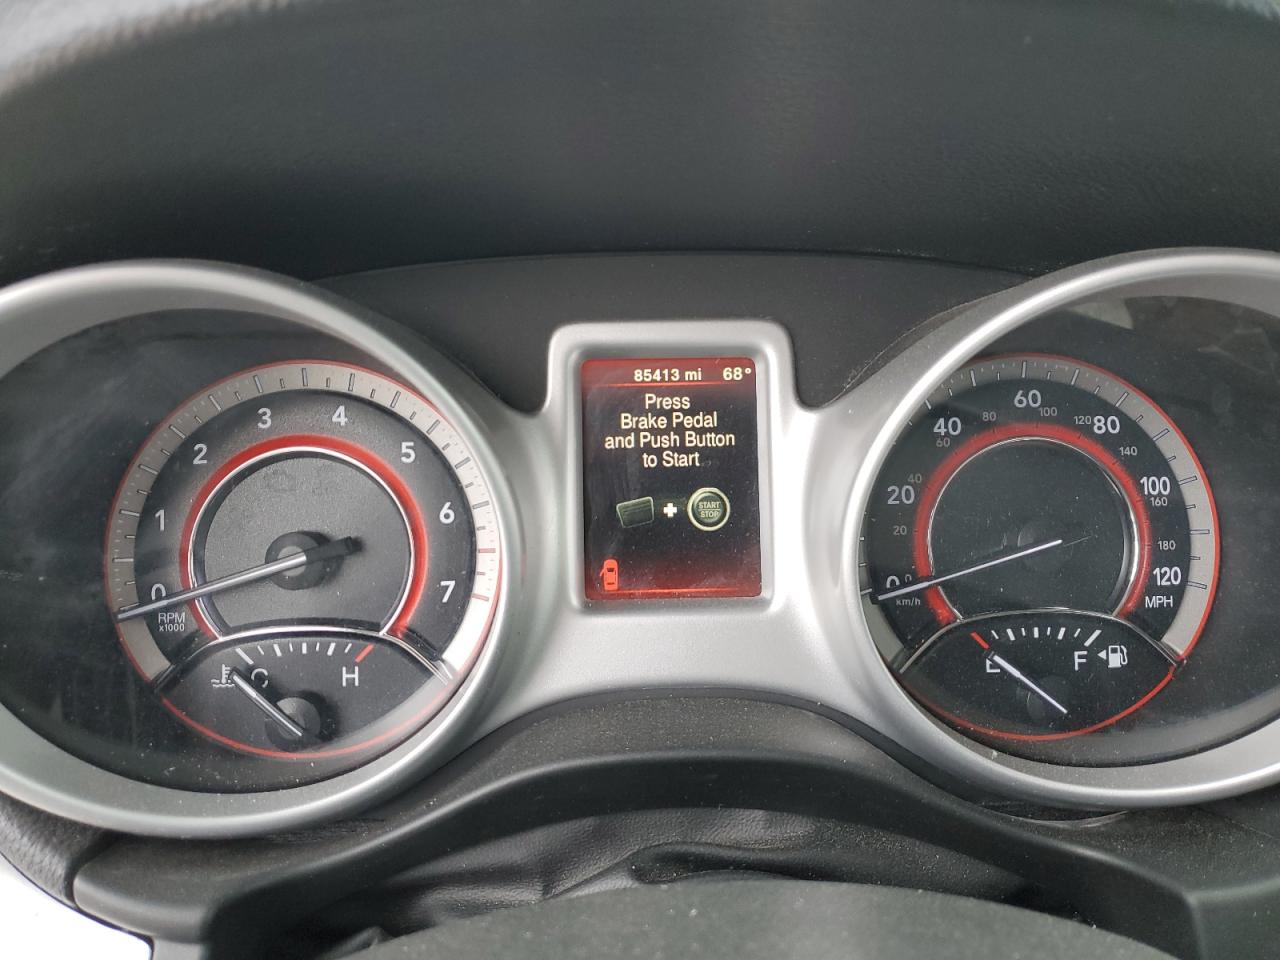 85413 mi 68°
Press
Brake Pedal
and Push Button
to Start
START
STOP
0 1 2 3 4 5 6 7
RPM
x1000
C H
0 20 40 60 80 100 120
MPH
0 20 40 60 80 100 120 140 160 180
km/h
E F